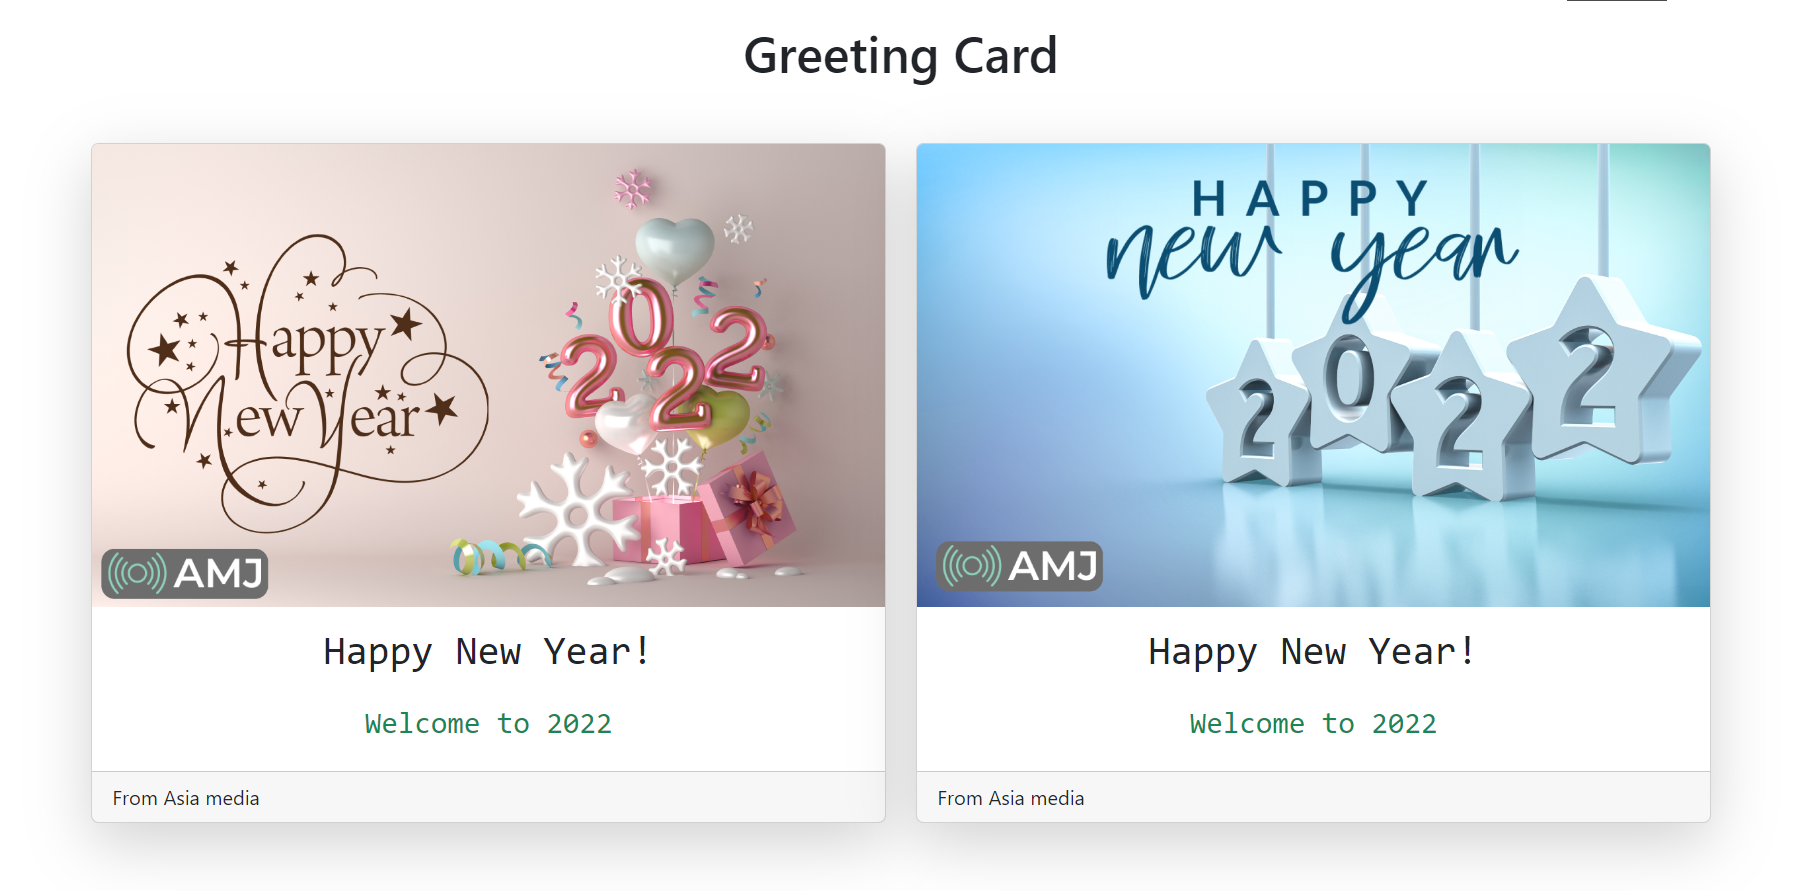 Greeting Card
Happy
New Year
2022
AMJ
Happy New Year!
Welcome to 2022
From Asia media
HAPPY
new year
2022
AMJ
Happy New Year!
Welcome to 2022
From Asia media